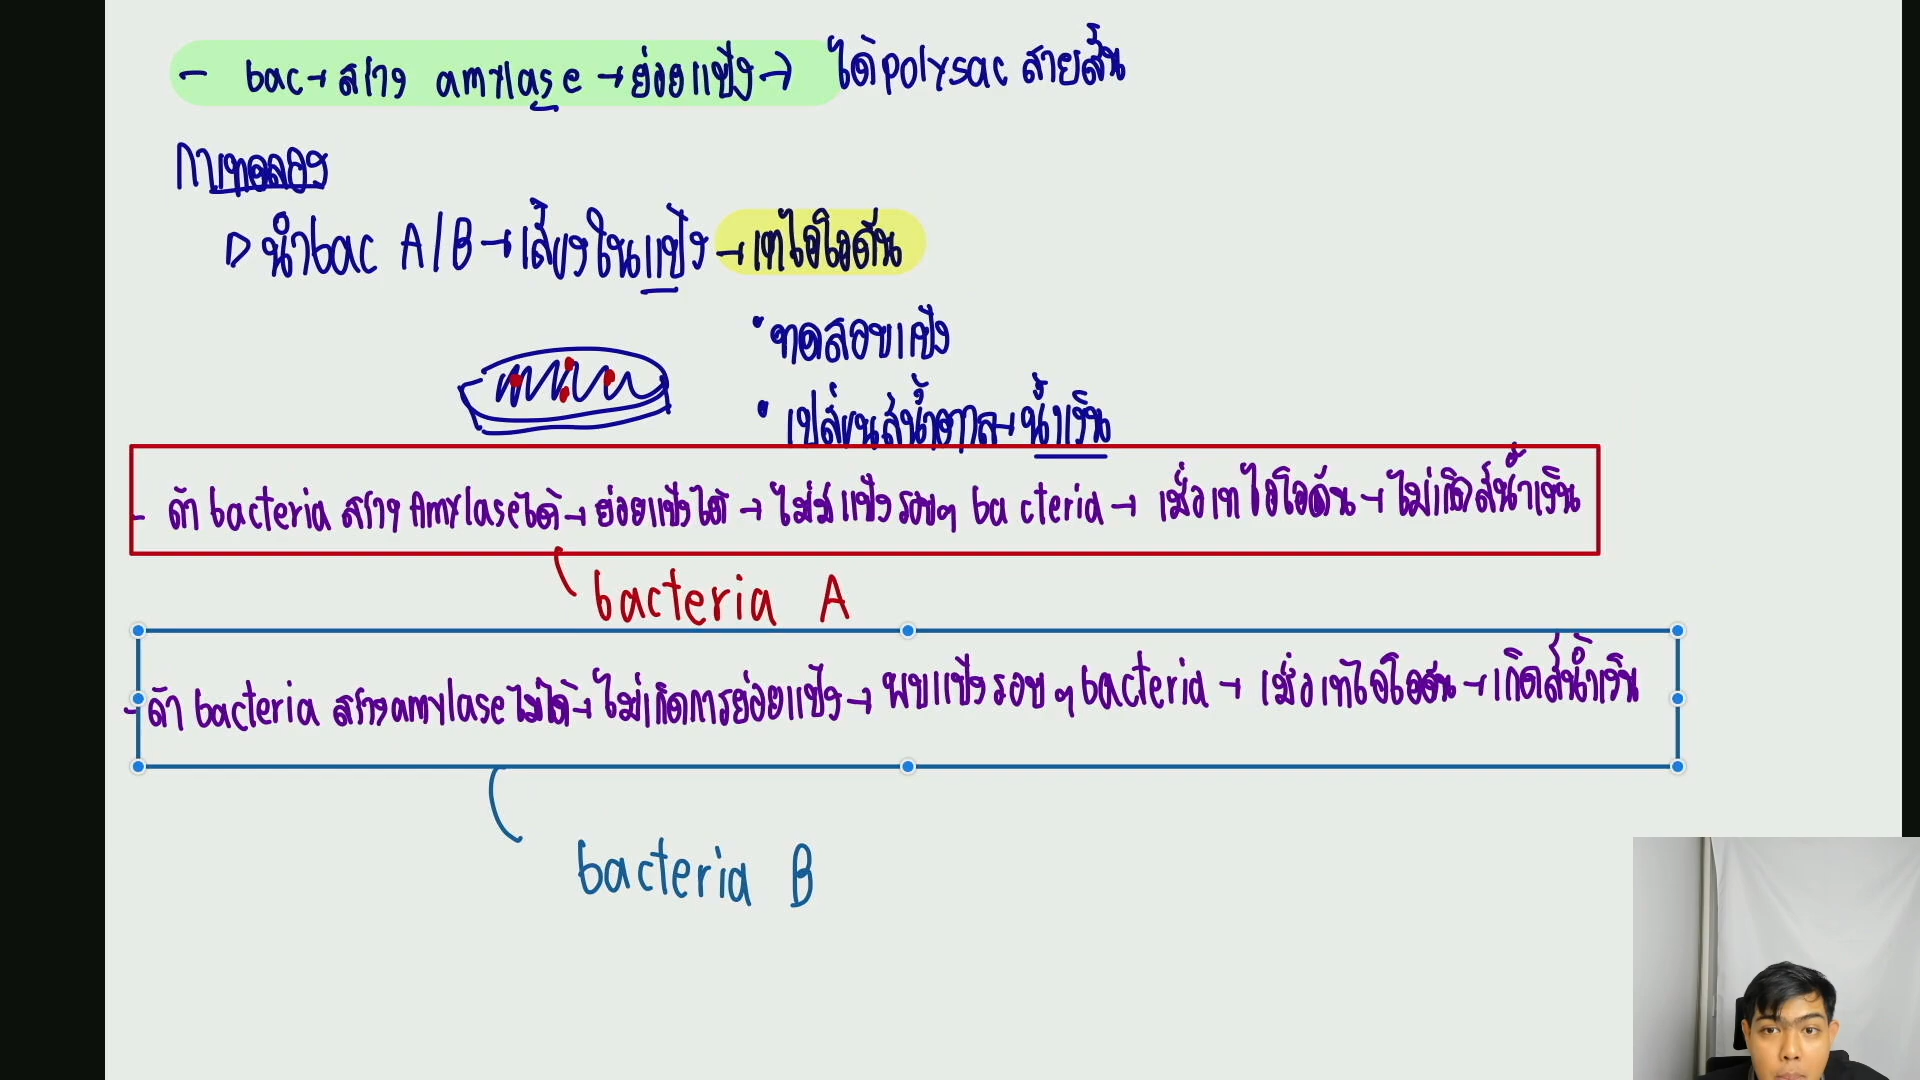 - bac → สร้าง amylase → ย่อยแป้ง → ได้ polysac สายสั้น
การทดลอง
▷ นำ bac A/B → เลี้ยงในแป้ง → เทไอโอดีน
• ทดสอบแป้ง
• เปลี่ยนสีน้ำตาล → น้ำเงิน
- ถ้า bacteria สร้าง Amylase ได้ → ย่อยแป้งได้ → ไม่มีแป้งรอบๆ bacteria → เมื่อเทไอโอดีน → ไม่เกิดสีน้ำเงิน
bacteria A
- ถ้า bacteria สร้าง amylase ไม่ได้ → ไม่เกิดการย่อยแป้ง → พบแป้งรอบๆ bacteria → เมื่อเทไอโอดีน → เกิดสีน้ำเงิน
bacteria B